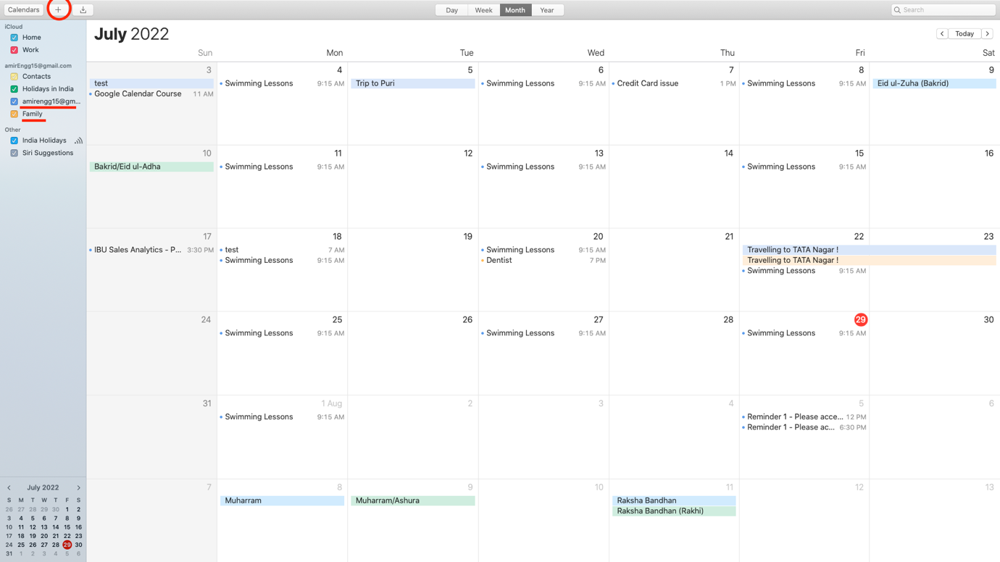 Calendars + Day Week Month Year Search
iCloud
Home
Work
amirEngg15@gmail.com
Contacts
Holidays in India
amirengg15@gm...
Family
Other
India Holidays
Siri Suggestions
July 2022
Today
Sun Mon Tue Wed Thu Fri Sat
3 4 5 6 7 8 9
test Swimming Lessons 9:15 AM Trip to Puri Swimming Lessons 9:15 AM Credit Card issue 1 PM Swimming Lessons 9:15 AM Eid ul-Zuha (Bakrid)
Google Calendar Course 11 AM
10 11 12 13 14 15 16
Bakrid/Eid ul-Adha Swimming Lessons 9:15 AM Swimming Lessons 9:15 AM Swimming Lessons 9:15 AM
17 18 19 20 21 22 23
IBU Sales Analytics - P... 3:30 PM test 7 AM Swimming Lessons 9:15 AM Travelling to TATA Nagar !
Swimming Lessons 9:15 AM Dentist 7 PM Travelling to TATA Nagar !
Swimming Lessons 9:15 AM
24 25 26 27 28 29 30
Swimming Lessons 9:15 AM Swimming Lessons 9:15 AM Swimming Lessons 9:15 AM
31 1 Aug 2 3 4 5 6
Swimming Lessons 9:15 AM Reminder 1 - Please acce... 12 PM
Reminder 1 - Please ac... 6:30 PM
7 8 9 10 11 12 13
Muharram Muharram/Ashura Raksha Bandhan
Raksha Bandhan (Rakhi)
July 2022
S M T W T F S
26 27 28 29 30 1 2
3 4 5 6 7 8 9
10 11 12 13 14 15 16
17 18 19 20 21 22 23
24 25 26 27 28 29 30
31 1 2 3 4 5 6